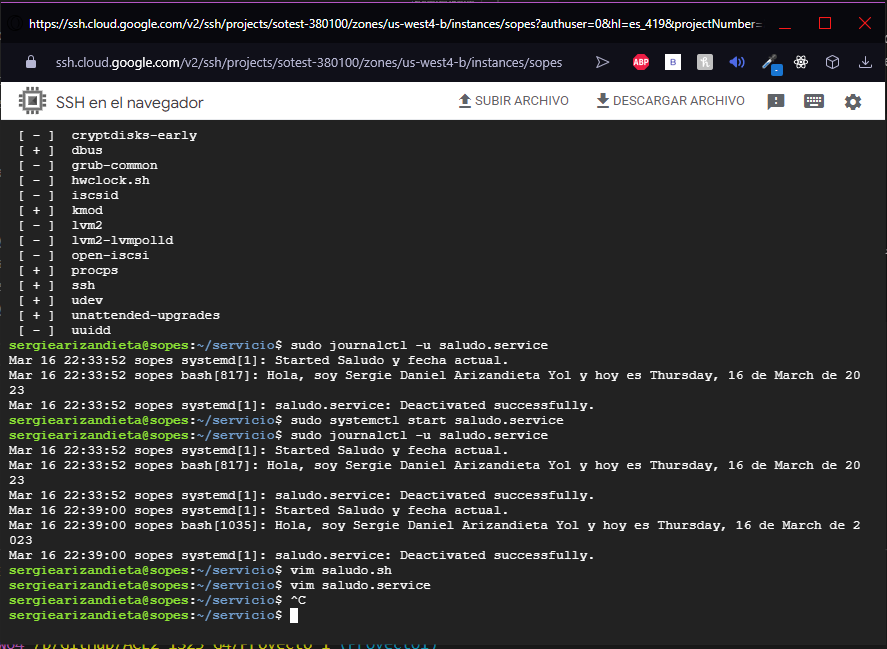 https://ssh.cloud.google.com/v2/ssh/projects/sotest-380100/zones/us-west4-b/instances/sopes?authuser=0&hl=es_419&projectNumber=
ssh.cloud.google.com/v2/ssh/projects/sotest-380100/zones/us-west4-b/instances/sopes
ABP
B
SSH en el navegador
SUBIR ARCHIVO
DESCARGAR ARCHIVO
[ - ]  cryptdisks-early
[ + ]  dbus
[ - ]  grub-common
[ - ]  hwclock.sh
[ - ]  iscsid
[ + ]  kmod
[ - ]  lvm2
[ - ]  lvm2-lvmpolld
[ - ]  open-iscsi
[ + ]  procps
[ + ]  ssh
[ + ]  udev
[ + ]  unattended-upgrades
[ - ]  uuidd
sergiearizandieta@sopes:~/servicio$ sudo journalctl -u saludo.service
Mar 16 22:33:52 sopes systemd[1]: Started Saludo y fecha actual.
Mar 16 22:33:52 sopes bash[817]: Hola, soy Sergie Daniel Arizandieta Yol y hoy es Thursday, 16 de March de 20
23
Mar 16 22:33:52 sopes systemd[1]: saludo.service: Deactivated successfully.
sergiearizandieta@sopes:~/servicio$ sudo systemctl start saludo.service
sergiearizandieta@sopes:~/servicio$ sudo journalctl -u saludo.service
Mar 16 22:33:52 sopes systemd[1]: Started Saludo y fecha actual.
Mar 16 22:33:52 sopes bash[817]: Hola, soy Sergie Daniel Arizandieta Yol y hoy es Thursday, 16 de March de 20
23
Mar 16 22:33:52 sopes systemd[1]: saludo.service: Deactivated successfully.
Mar 16 22:39:00 sopes systemd[1]: Started Saludo y fecha actual.
Mar 16 22:39:00 sopes bash[1035]: Hola, soy Sergie Daniel Arizandieta Yol y hoy es Thursday, 16 de March de 2
023
Mar 16 22:39:00 sopes systemd[1]: saludo.service: Deactivated successfully.
sergiearizandieta@sopes:~/servicio$ vim saludo.sh
sergiearizandieta@sopes:~/servicio$ vim saludo.service
sergiearizandieta@sopes:~/servicio$ ^C
sergiearizandieta@sopes:~/servicio$